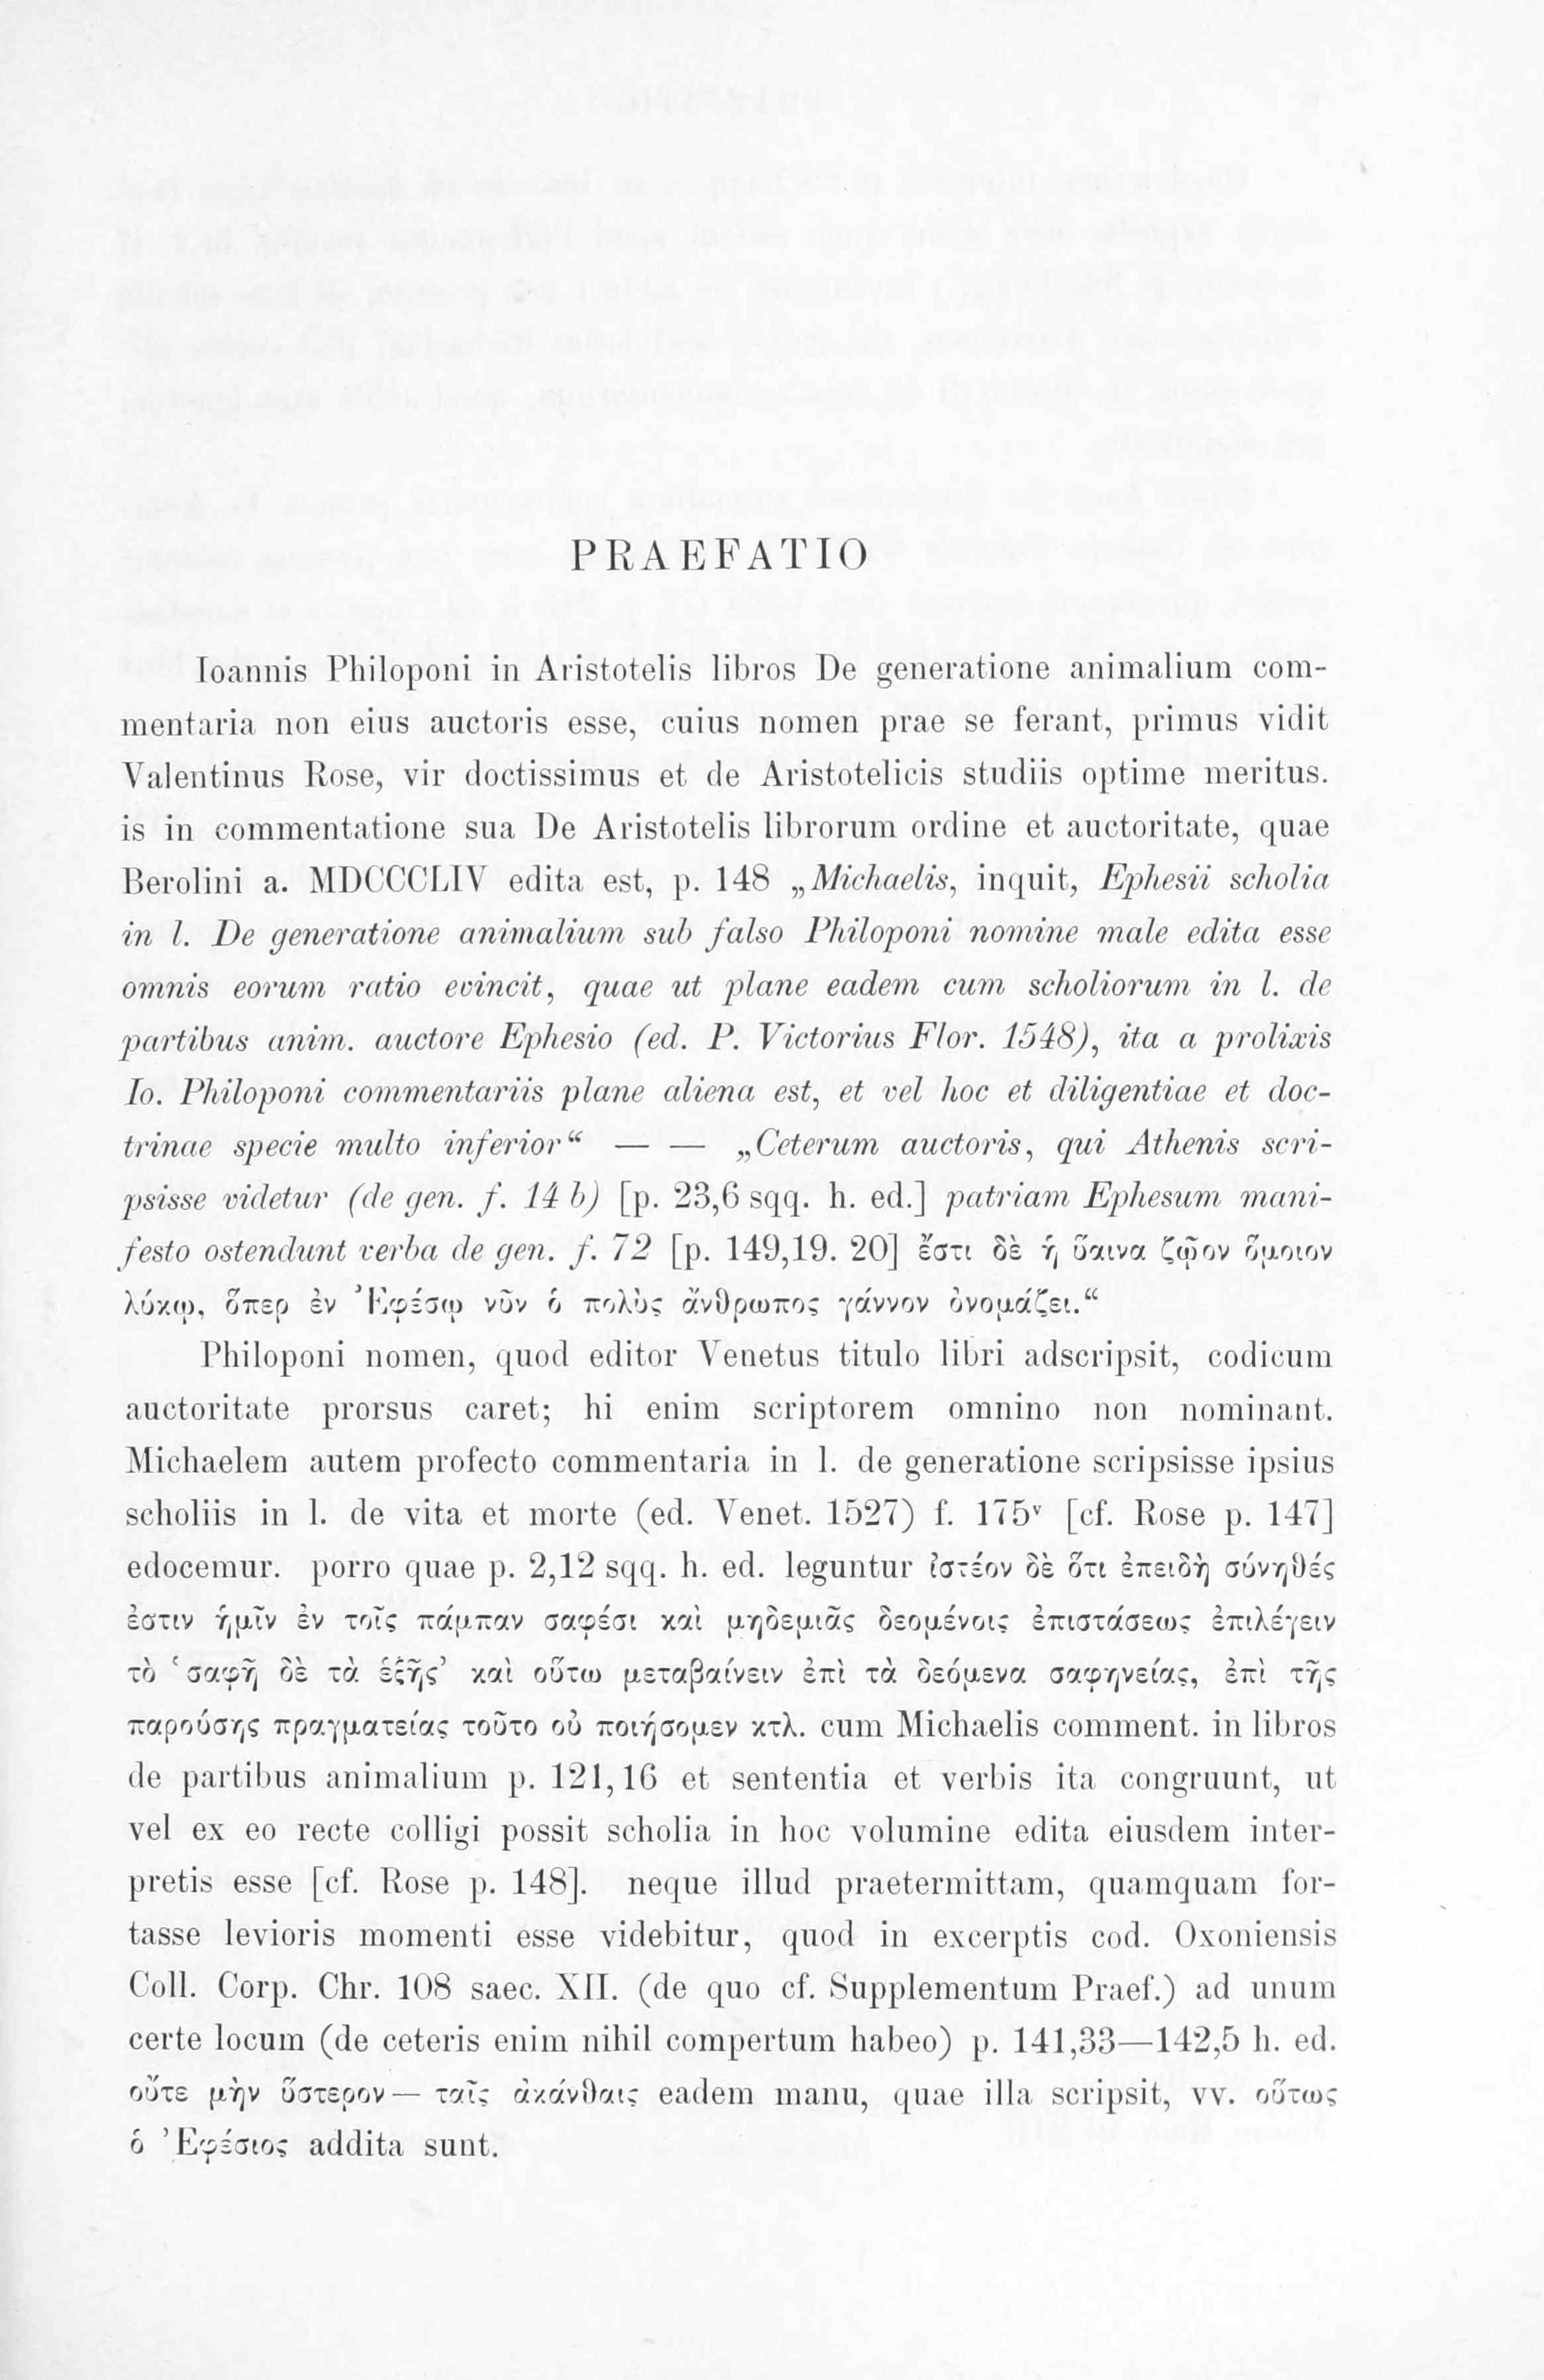 PRAEFATIO
Ioannis Philoponi in Aristotelis libros De generatione animalium com-
mentaria non eius auctoris esse, cuius nomen prae se ferant, primus vidit
Valentinus Rose, vir doctissimus et de Aristotelicis studiis optime meritus.
is in commentatione sua De Aristotelis librorum ordine et auctoritate, quae
Berolini a. MDCCCLIV edita est, p. 148 „Michaelis, inquit, Ephesii scholia
in l. De generatione animalium sub falso Philoponi nomine male edita esse
omnis eorum ratio evincit, quae ut plane eadem cum scholiorum in l. de
partibus anim. auctore Ephesio (ed. P. Victorius Flor. 1548), ita a prolixis
Io. Philoponi commentariis plane aliena est, et vel hoc et diligentiae et doc-
trinae specie multo inferior“ — — „Ceterum auctoris, qui Athenis scri-
psisse videtur (de gen. f. 14 b) [p. 23,6 sqq. h. ed.] patriam Ephesum mani-
festo ostendunt verba de gen. f. 72 [p. 149,19. 20] ἔστι δὲ ἡ ὕαινα ζῷον ὅμοιον
λύκῳ, ὅπερ ἐν Ἐφέσῳ νῦν ὁ πολὺς ἄνθρωπος γάννον ὀνομάζει.“
Philoponi nomen, quod editor Venetus titulo libri adscripsit, codicum
auctoritate prorsus caret; hi enim scriptorem omnino non nominant.
Michaelem autem profecto commentaria in l. de generatione scripsisse ipsius
scholiis in l. de vita et morte (ed. Venet. 1527) f. 175ᵛ [cf. Rose p. 147]
edocemur. porro quae p. 2,12 sqq. h. ed. leguntur ἰστέον δὲ ὅτι ἐπειδὴ σύνηθές
ἐστιν ἡμῖν ἐν τοῖς πάμπαν σαφέσι καὶ μηδεμιᾶς δεομένοις ἐπιστάσεως ἐπιλέγειν
τὸ ‘σαφῆ δὲ τὰ ἑξῆς’ καὶ οὕτω μεταβαίνειν ἐπὶ τὰ δεόμενα σαφηνείας, ἐπὶ τῆς
παρούσης πραγματείας τοῦτο οὐ ποιήσομεν κτλ. cum Michaelis comment. in libros
de partibus animalium p. 121,16 et sententia et verbis ita congruunt, ut
vel ex eo recte colligi possit scholia in hoc volumine edita eiusdem inter-
pretis esse [cf. Rose p. 148]. neque illud praetermittam, quamquam for-
tasse levioris momenti esse videbitur, quod in excerptis cod. Oxoniensis
Coll. Corp. Chr. 108 saec. XII. (de quo cf. Supplementum Praef.) ad unum
certe locum (de ceteris enim nihil compertum habeo) p. 141,33—142,5 h. ed.
οὔτε μὴν ὕστερον — ταῖς ἀκάνθαις eadem manu, quae illa scripsit, vv. οὕτως
ὁ Ἐφέσιος addita sunt.